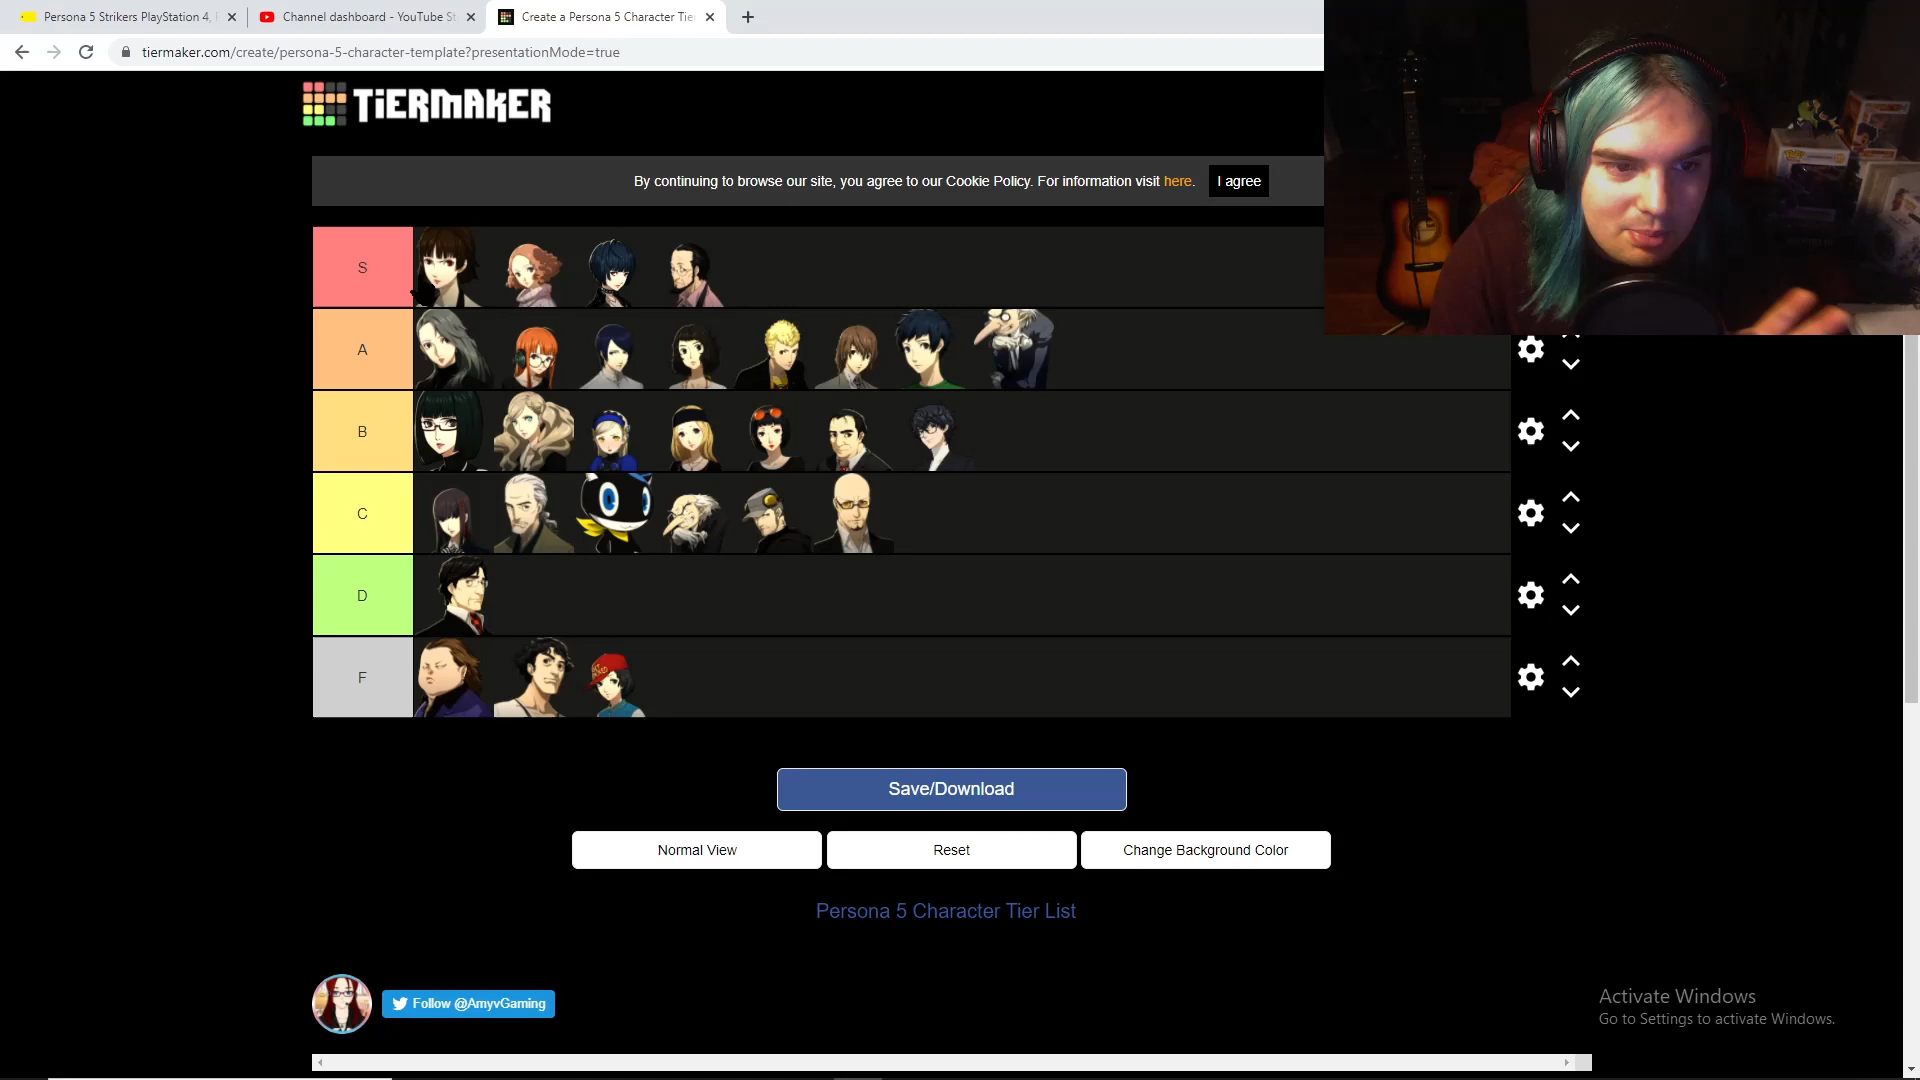 Persona 5 Strikers PlayStation 4,
Channel dashboard - YouTube St
Create a Persona 5 Character Tie
tiermaker.com/create/persona-5-character-template?presentationMode=true
TiERMAKER
By continuing to browse our site, you agree to our Cookie Policy. For information visit here. I agree
S
A
B
C
D
F
Save/Download
Normal View
Reset
Change Background Color
Persona 5 Character Tier List
Follow @AmyvGaming
Activate Windows
Go to Settings to activate Windows.